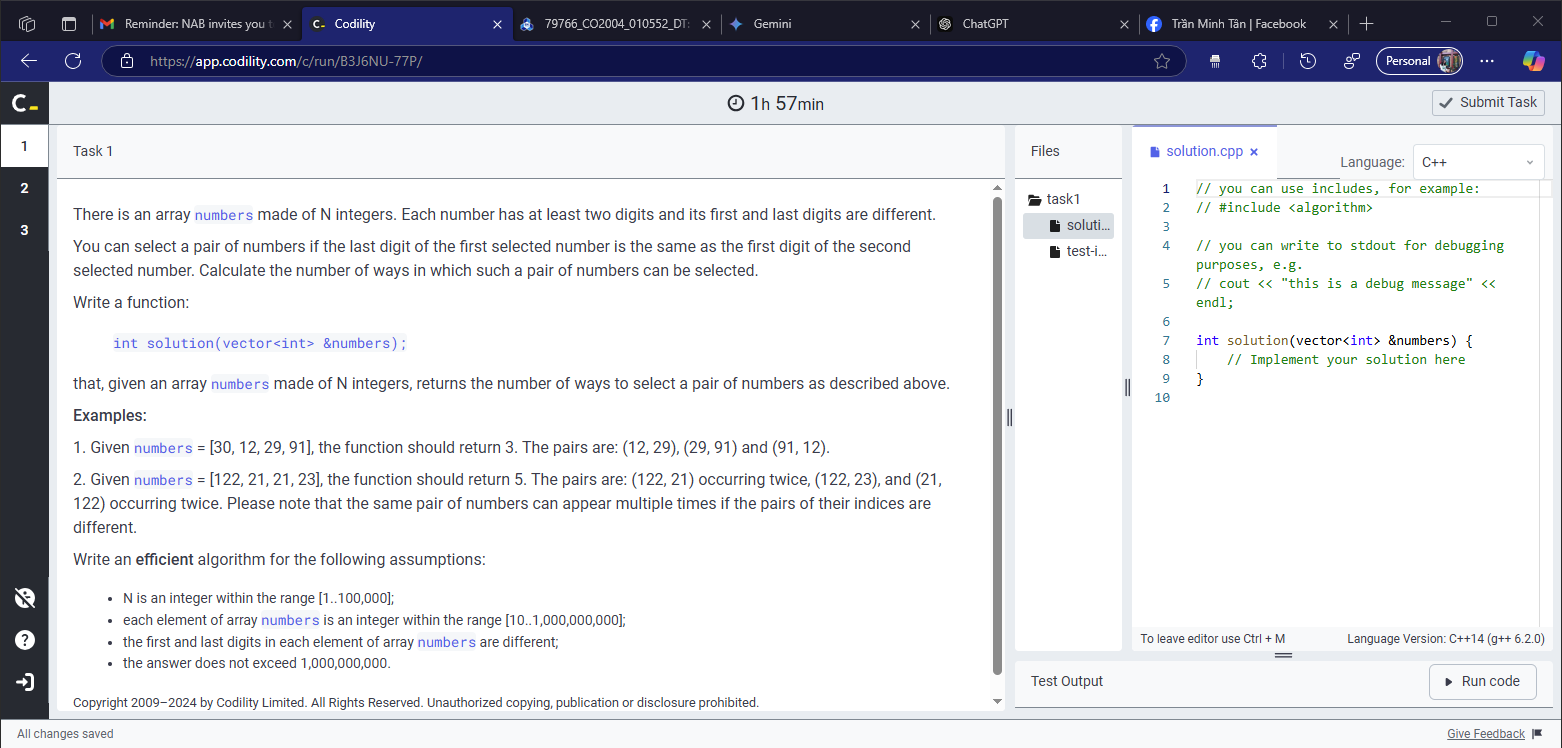 Reminder: NAB invites you t
Codility
79766_CO2004_010552_DT
Gemini
ChatGPT
Trần Minh Tân | Facebook
https://app.codility.com/c/run/B3J6NU-77P/
Personal
1h 57min
Submit Task
1
2
3
Task 1
There is an array numbers made of N integers. Each number has at least two digits and its first and last digits are different.
You can select a pair of numbers if the last digit of the first selected number is the same as the first digit of the second
selected number. Calculate the number of ways in which such a pair of numbers can be selected.
Write a function:
int solution(vector<int> &numbers);
that, given an array numbers made of N integers, returns the number of ways to select a pair of numbers as described above.
Examples:
1. Given numbers = [30, 12, 29, 91], the function should return 3. The pairs are: (12, 29), (29, 91) and (91, 12).
2. Given numbers = [122, 21, 21, 23], the function should return 5. The pairs are: (122, 21) occurring twice, (122, 23), and (21,
122) occurring twice. Please note that the same pair of numbers can appear multiple times if the pairs of their indices are
different.
Write an efficient algorithm for the following assumptions:
• N is an integer within the range [1..100,000];
• each element of array numbers is an integer within the range [10..1,000,000,000];
• the first and last digits in each element of array numbers are different;
• the answer does not exceed 1,000,000,000.
Copyright 2009–2024 by Codility Limited. All Rights Reserved. Unauthorized copying, publication or disclosure prohibited.
Files
task1
soluti...
test-i...
solution.cpp
Language:
C++
1 // you can use includes, for example:
2 // #include <algorithm>
3
4 // you can write to stdout for debugging
purposes, e.g.
5 // cout << "this is a debug message" <<
endl;
6
7 int solution(vector<int> &numbers) {
8 // Implement your solution here
9 }
10
To leave editor use Ctrl + M
Language Version: C++14 (g++ 6.2.0)
Test Output
Run code
All changes saved
Give Feedback